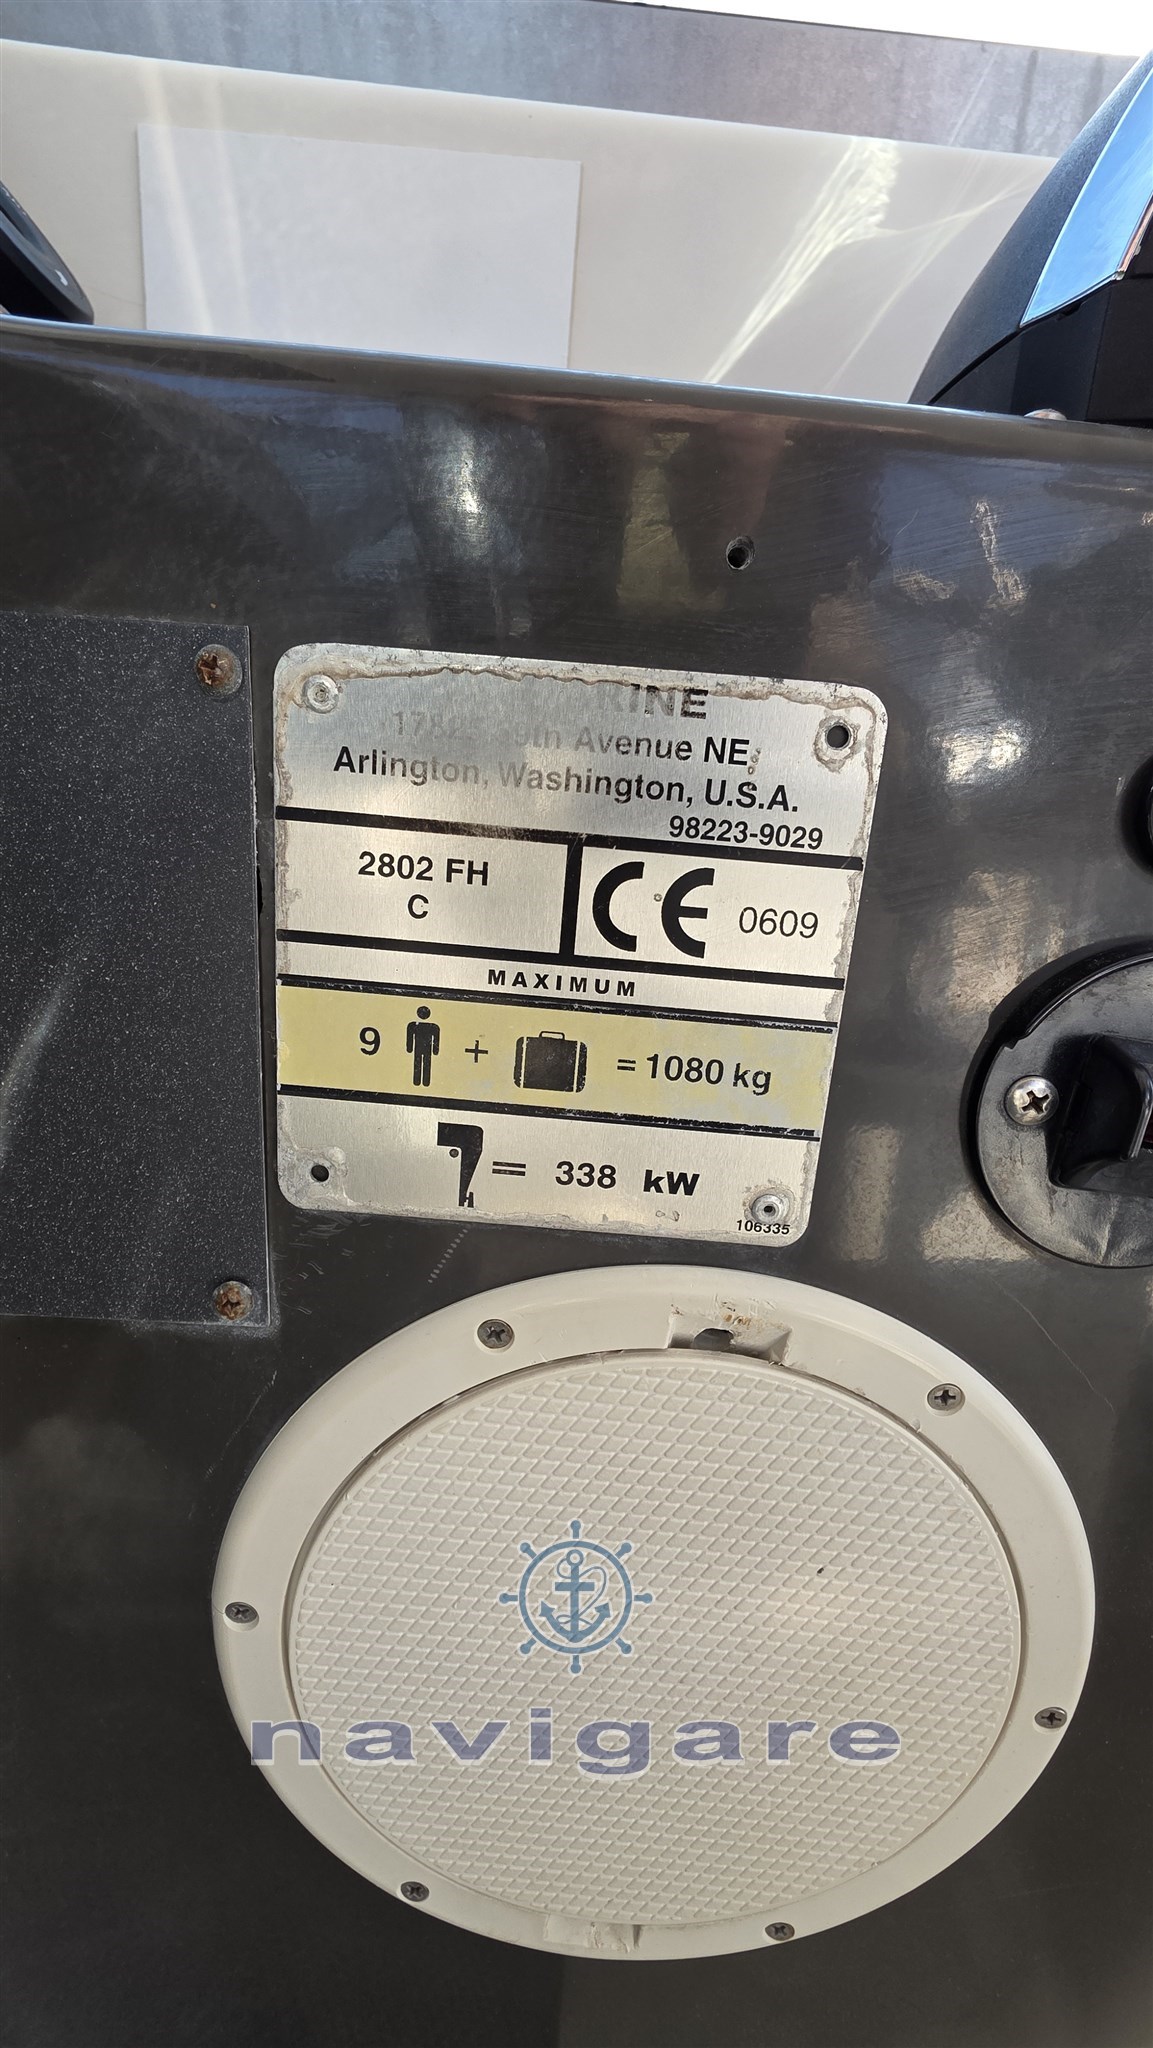 Avenue NE,
Arlington, Washington, U.S.A.
98223-9029
2802 FH
C
CE 0609
MAXIMUM
9 + = 1080 kg
= 338 kW
106335
navigare